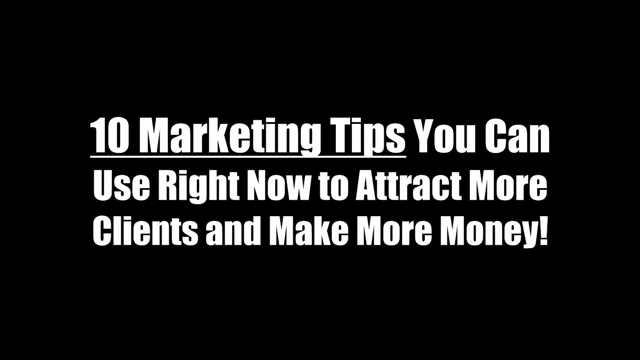 10 Marketing Tips You Can
Use Right Now to Attract More
Clients and Make More Money!